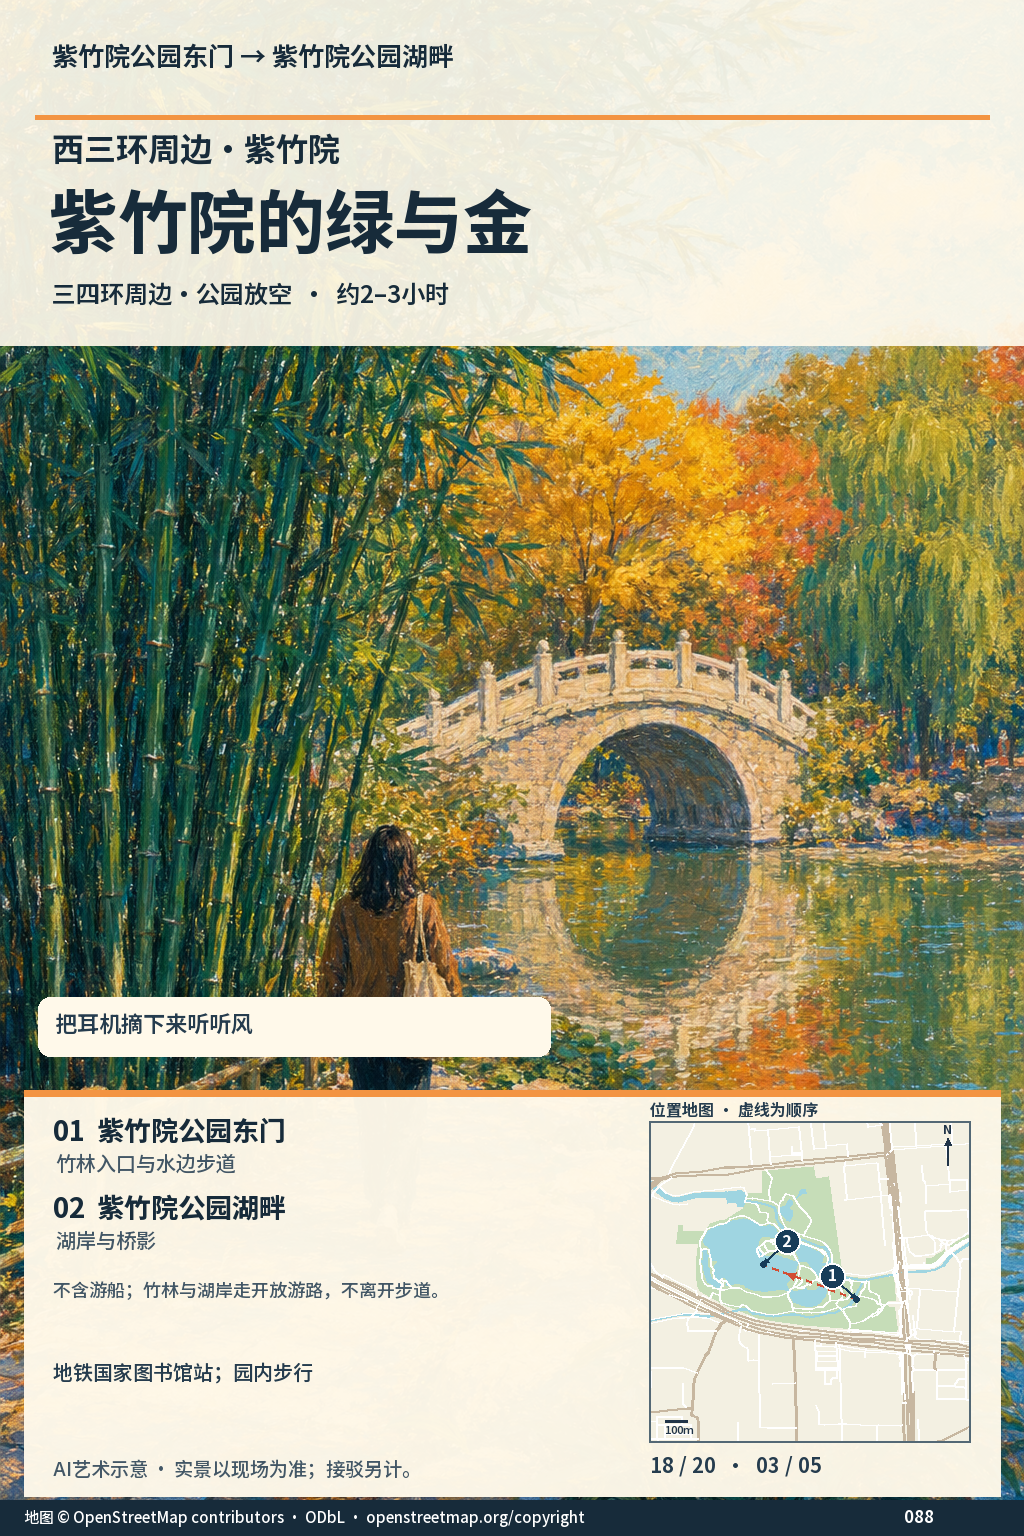 紫竹院公园东门 → 紫竹院公园湖畔
西三环周边·紫竹院
紫竹院的绿与金
三四环周边·公园放空 · 约2–3小时
把耳机摘下来听听风
01 紫竹院公园东门
竹林入口与水边步道
02 紫竹院公园湖畔
湖岸与桥影
不含游船；竹林与湖岸走开放游路，不离开步道。
地铁国家图书馆站；园内步行
AI艺术示意 · 实景以现场为准；接驳另计。
位置地图 · 虚线为顺序
N
2
1
100m
18 / 20 · 03 / 05
地图 © OpenStreetMap contributors · ODbL · openstreetmap.org/copyright
088